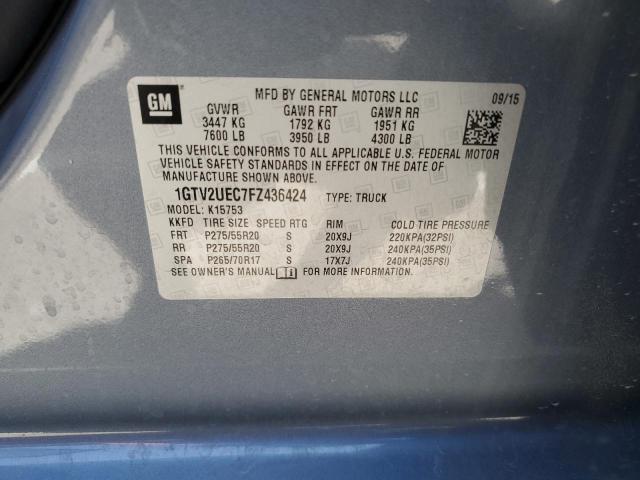 GM
MFD BY GENERAL MOTORS LLC 09/15
GVWR GAWR FRT GAWR RR
3447 KG 1792 KG 1951 KG
7600 LB 3950 LB 4300 LB
THIS VEHICLE CONFORMS TO ALL APPLICABLE U.S. FEDERAL MOTOR
VEHICLE SAFETY STANDARDS IN EFFECT ON THE DATE OF
MANUFACTURE SHOWN ABOVE.
1GTV2UEC7FZ436424 TYPE: TRUCK
MODEL: K15753
KKFD TIRE SIZE SPEED RTG RIM COLD TIRE PRESSURE
FRT P275/55R20 S 20X9J 220KPA(32PSI)
RR P275/55R20 S 20X9J 240KPA(35PSI)
SPA P265/70R17 S 17X7J 240KPA(35PSI)
SEE OWNER'S MANUAL FOR MORE INFORMATION.